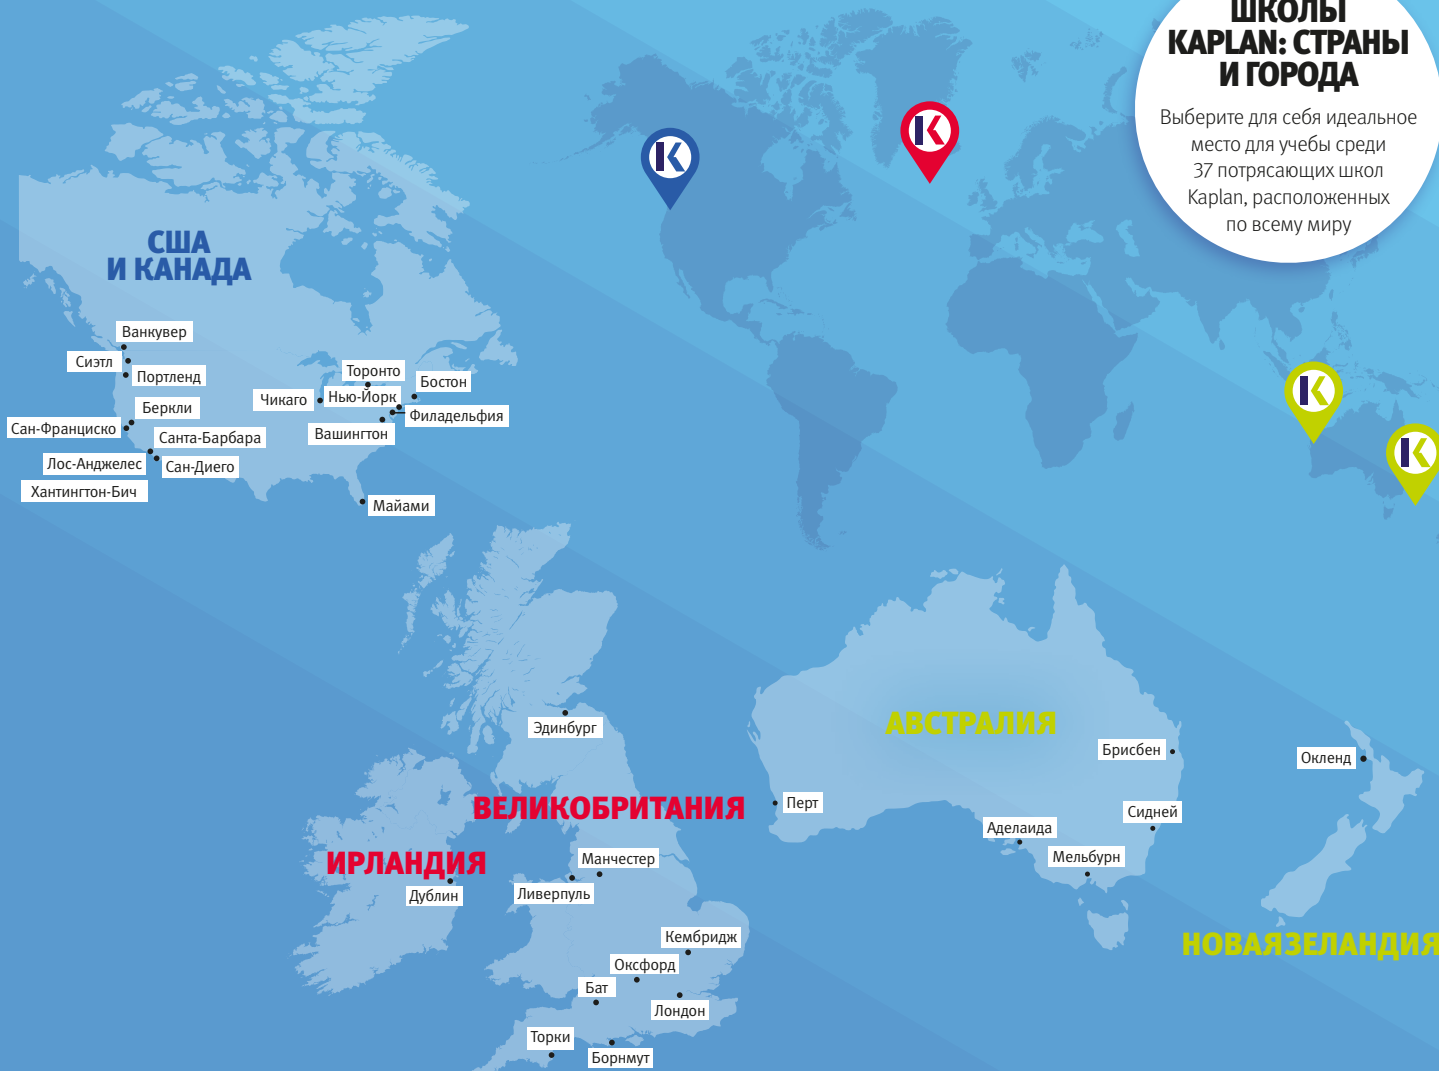 ШКОЛЫ
KAPLAN: СТРАНЫ
И ГОРОДА
Выберите для себя идеальное
место для учебы среди
37 потрясающих школ
Kaplan, расположенных
по всему миру
США
И КАНАДА
Ванкувер
Сиэтл
Портленд
Беркли
Сан-Франциско
Санта-Барбара
Лос-Анджелес
Сан-Диего
Хантингтон-Бич
Торонто
Бостон
Чикаго
Нью-Йорк
Филадельфия
Вашингтон
Майами
Эдинбург
ВЕЛИКОБРИТАНИЯ
ИРЛАНДИЯ
Дублин
Манчестер
Ливерпуль
Кембридж
Оксфорд
Бат
Лондон
Торки
Борнмут
АВСТРАЛИЯ
Брисбен
Перт
Сидней
Аделаида
Мельбурн
Окленд
НОВАЯЗЕЛАНДИЯ
K
K
K
K